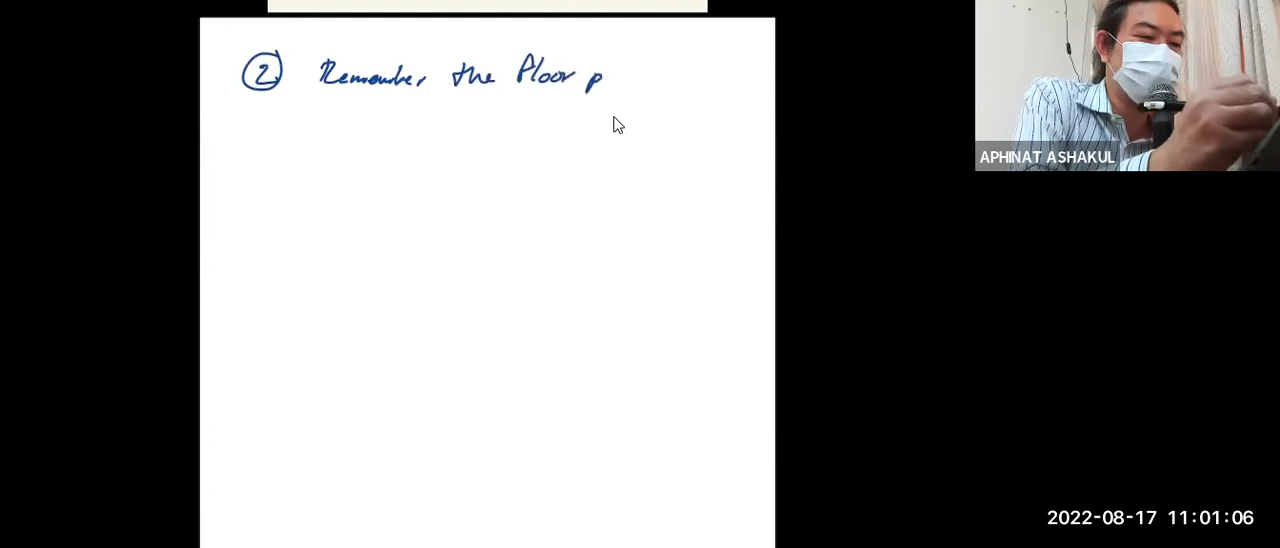 ② Remember the floor p
APHINAT ASHAKUL
2022-08-17 11:01:06